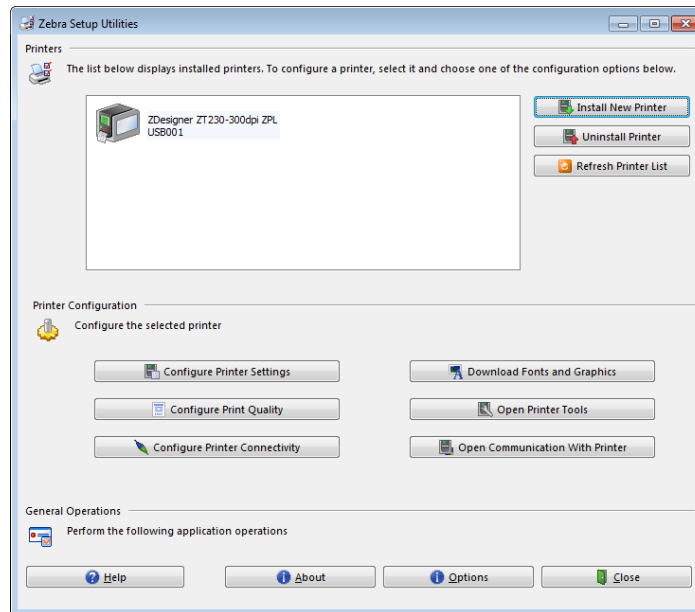 Zebra Setup Utilities
Printers
The list below displays installed printers. To configure a printer, select it and choose one of the configuration options below.
ZDesigner ZT230-300dpi ZPL
USB001
Install New Printer
Uninstall Printer
Refresh Printer List
Printer Configuration
Configure the selected printer
Configure Printer Settings
Download Fonts and Graphics
Configure Print Quality
Open Printer Tools
Configure Printer Connectivity
Open Communication With Printer
General Operations
Perform the following application operations
Help
About
Options
Close